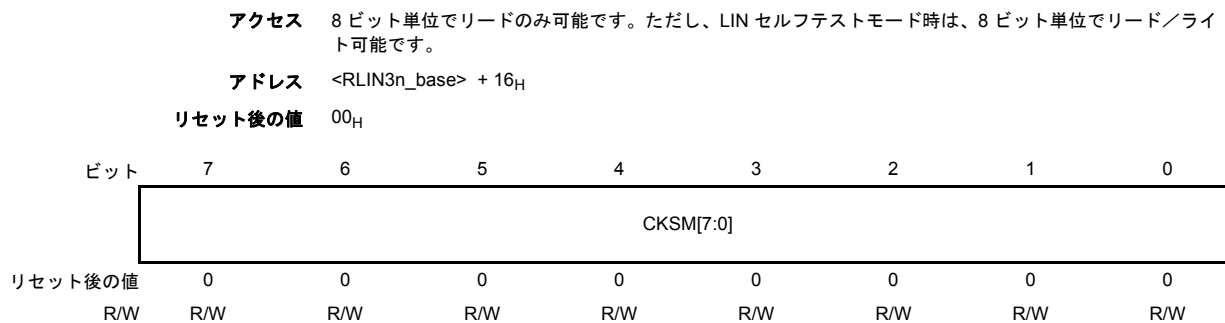 アクセス 8 ビット単位でリードのみ可能です。ただし、LIN セルフテストモード時は、8 ビット単位でリード／ライ
ト可能です。
アドレス <RLIN3n_base> + 16H
リセット後の値 00H
ビット 7 6 5 4 3 2 1 0
CKSM[7:0]
リセット後の値 0 0 0 0 0 0 0 0
R/W R/W R/W R/W R/W R/W R/W R/W R/W